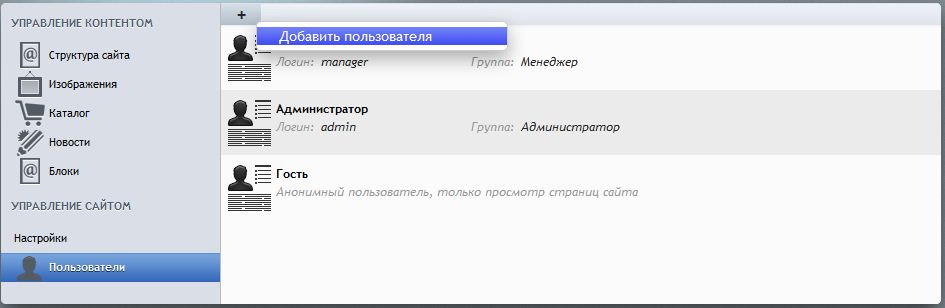 УПРАВЛЕНИЕ КОНТЕНТОМ
Структура сайта
Изображения
Каталог
Новости
Блоки
УПРАВЛЕНИЕ САЙТОМ
Настройки
Пользователи
+
Добавить пользователя
Логин: manager Группа: Менеджер
Администратор
Логин: admin Группа: Администратор
Гость
Анонимный пользователь, только просмотр страниц сайта